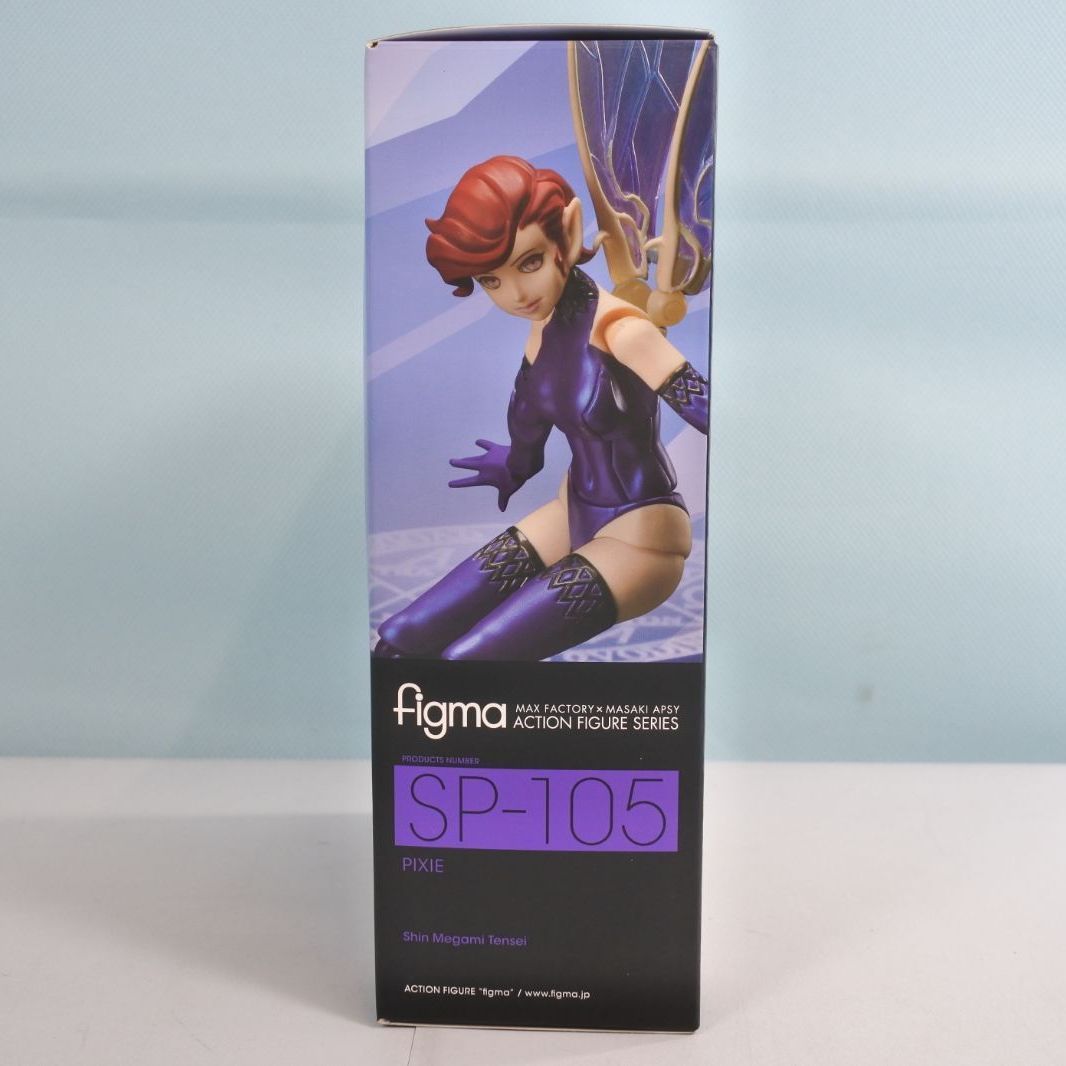 figma
MAX FACTORY × MASAKI APSY
ACTION FIGURE SERIES
PRODUCTS NUMBER
SP-105
PIXIE
Shin Megami Tensei
ACTION FIGURE "figma" / www.figma.jp